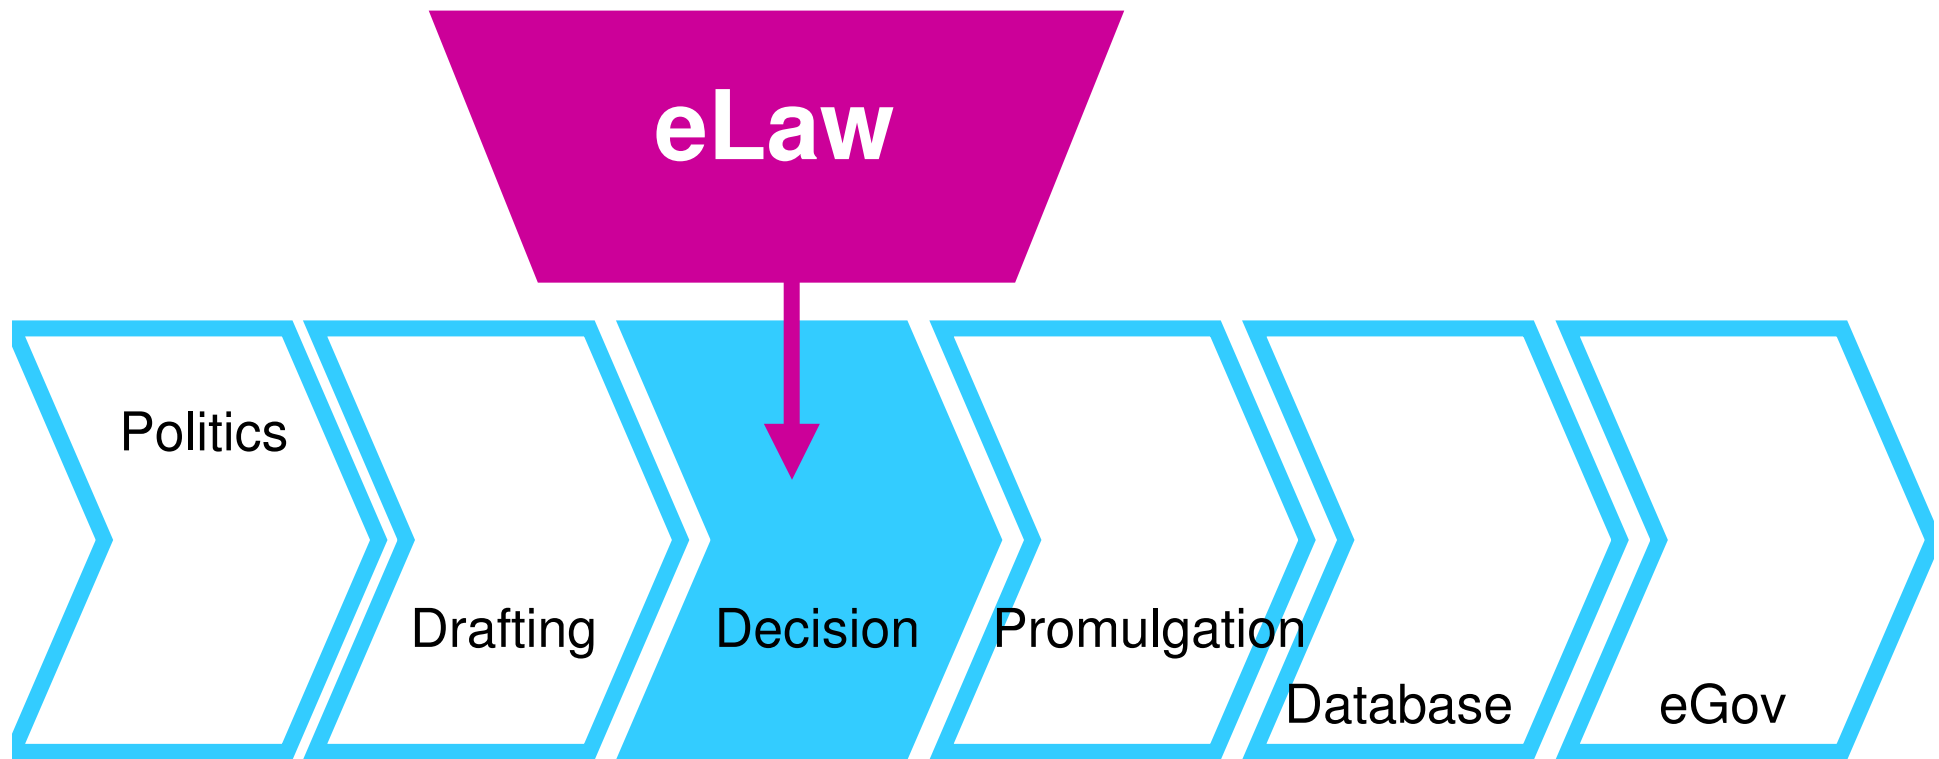 eLaw
Politics
Drafting
Decision
Promulgation
Database
eGov